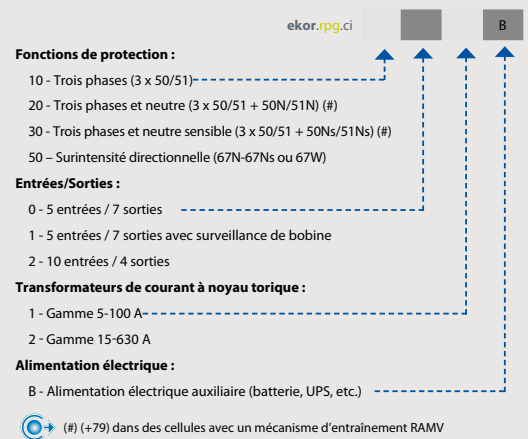 ekor.rpg.ci B
Fonctions de protection :
10 - Trois phases (3 x 50/51)
20 - Trois phases et neutre (3 x 50/51 + 50N/51N) (#)
30 - Trois phases et neutre sensible (3 x 50/51 + 50Ns/51Ns) (#)
50 – Surintensité directionnelle (67N-67Ns ou 67W)
Entrées/Sorties :
0 - 5 entrées / 7 sorties
1 - 5 entrées / 7 sorties avec surveillance de bobine
2 - 10 entrées / 4 sorties
Transformateurs de courant à noyau torique :
1 - Gamme 5-100 A
2 - Gamme 15-630 A
Alimentation électrique :
B - Alimentation électrique auxiliaire (batterie, UPS, etc.)
(#) (+79) dans des cellules avec un mécanisme d'entraînement RAMV